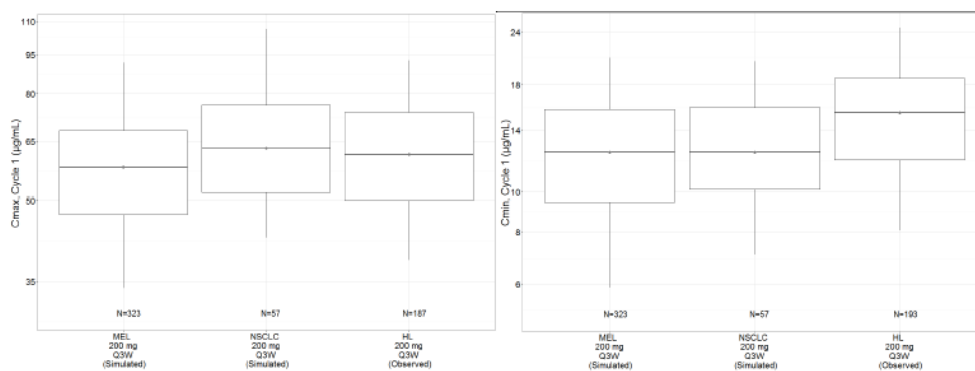 Cmax, Cycle 1 (µg/mL)
110
95
80
65
50
35
N=323
N=57
N=187
MEL
200 mg
Q3W
(Simulated)
NSCLC
200 mg
Q3W
(Simulated)
HL
200 mg
Q3W
(Observed)
Cmin, Cycle 1 (µg/mL)
24
18
14
10
8
6
N=323
N=57
N=193
MEL
200 mg
Q3W
(Simulated)
NSCLC
200 mg
Q3W
(Simulated)
HL
200 mg
Q3W
(Observed)